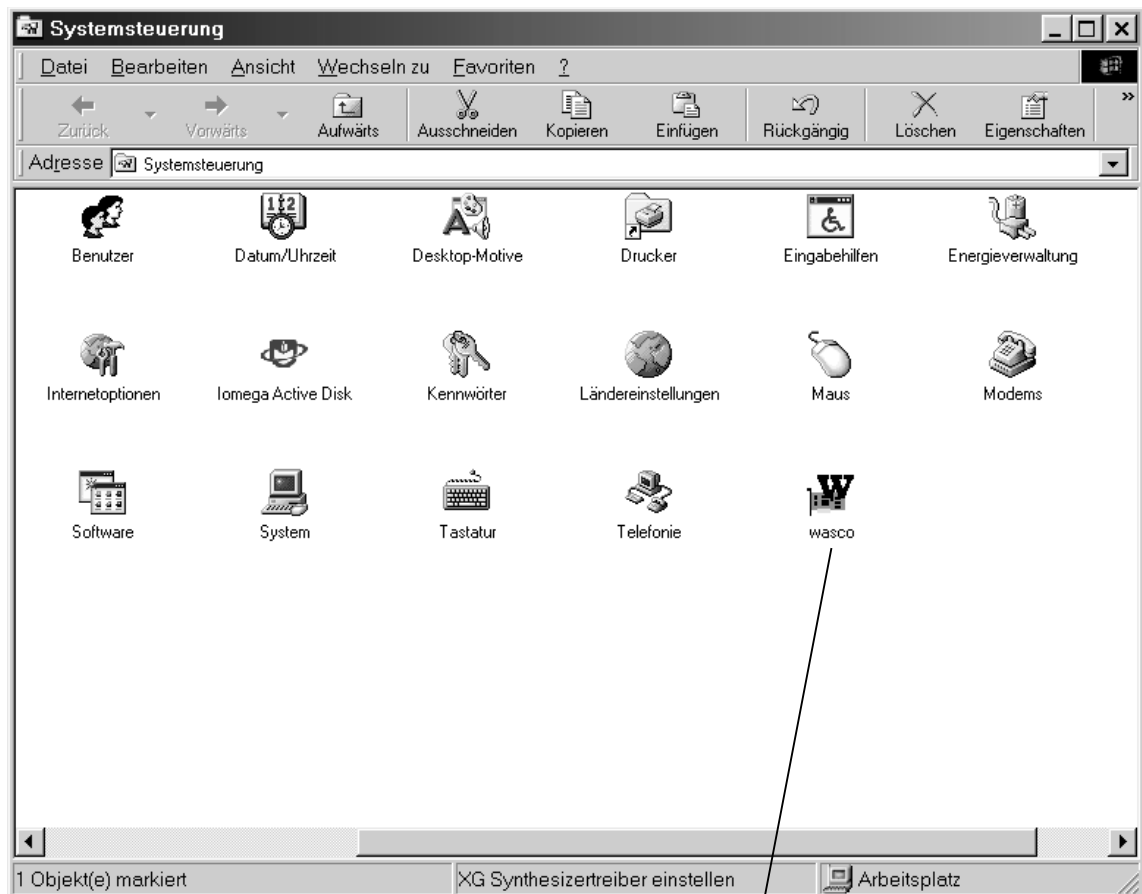 Systemsteuerung
Datei Bearbeiten Ansicht Wechseln zu Favoriten ?
Zurück Vorwärts Aufwärts Ausschneiden Kopieren Einfügen Rückgängig Löschen Eigenschaften »
Adresse Systemsteuerung
Benutzer Datum/Uhrzeit Desktop-Motive Drucker Eingabehilfen Energieverwaltung
Internetoptionen Iomega Active Disk Kennwörter Ländereinstellungen Maus Modems
Software System Tastatur Telefonie wasco
1 Objekt(e) markiert XG Synthesizertreiber einstellen Arbeitsplatz